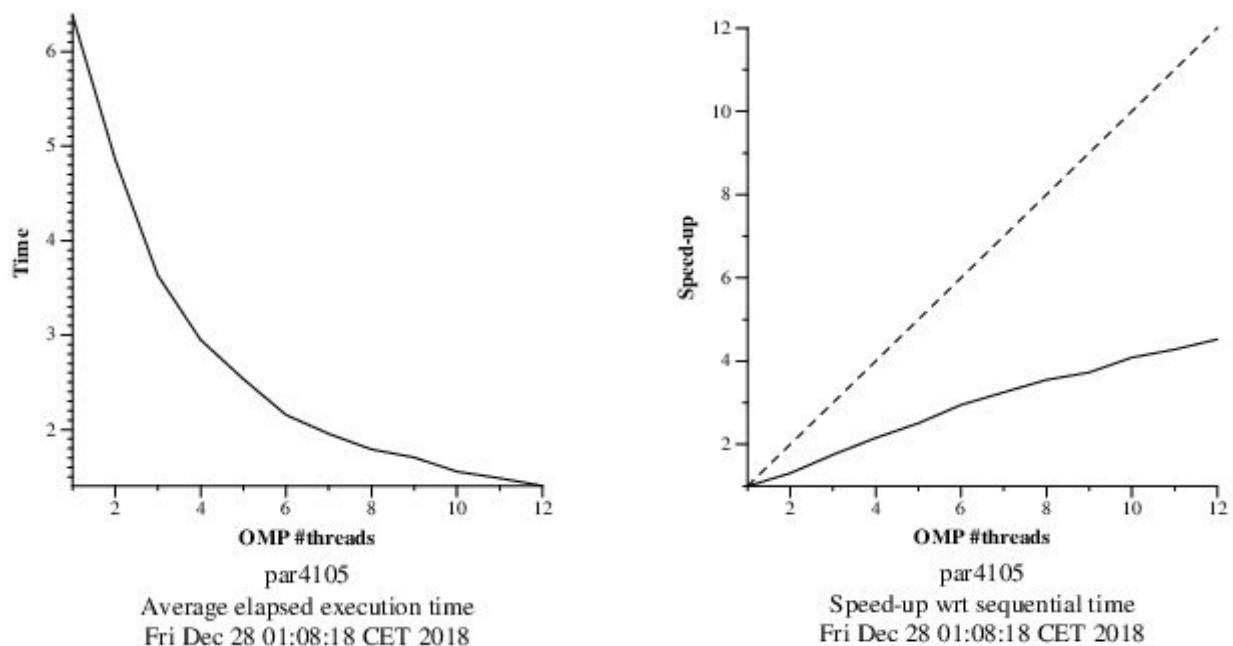 6
5
4
3
2
Time
2 4 6 8 10 12
OMP #threads
par4105
Average elapsed execution time
Fri Dec 28 01:08:18 CET 2018
12
10
8
6
4
2
Speed-up
2 4 6 8 10 12
OMP #threads
par4105
Speed-up wrt sequential time
Fri Dec 28 01:08:18 CET 2018